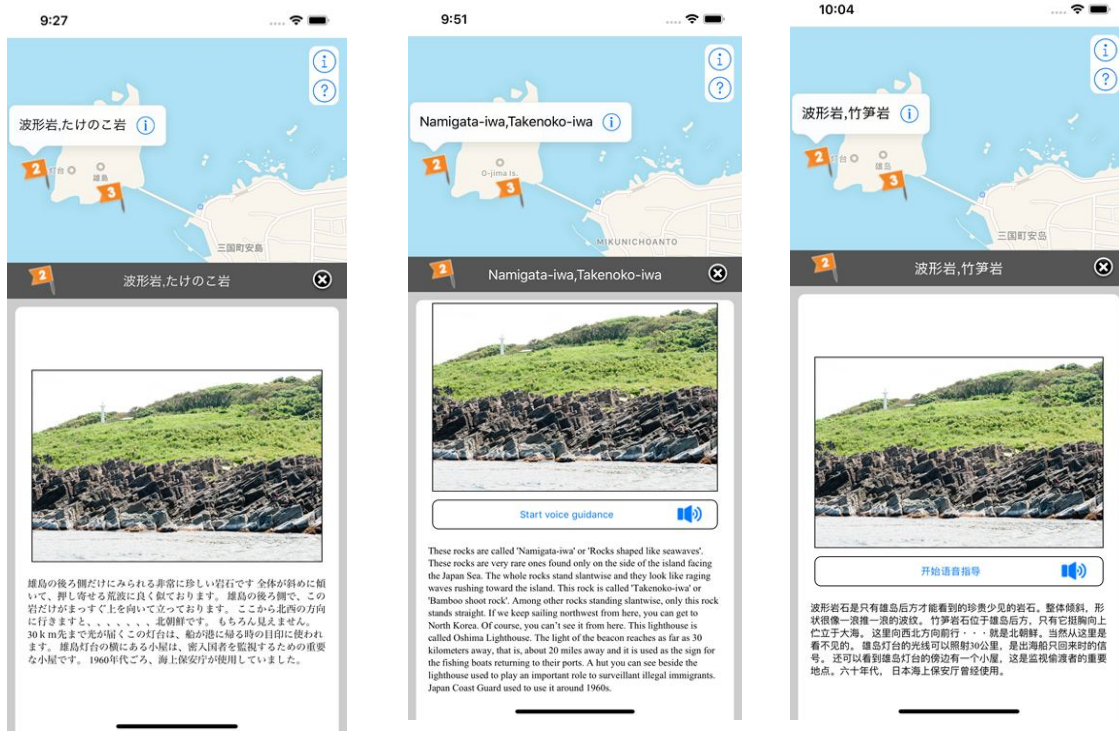 9:27
波形岩,たけのこ岩
灯台
雄島
2
3
三国町安島
2
波形岩,たけのこ岩
雄島の後ろ側だけにみられる非常に珍しい岩石です 全体が斜めに傾
いて、押し寄せる荒波に良く似ております。 雄島の後ろ側で、この
岩だけがまっすぐ上を向いて立っております。 ここから北西の方向
に行きますと、、、、、、、北朝鮮です。 もちろん見えません。
30ｋｍ先まで光が届くこの灯台は、船が港に帰る時の目印に使われ
ます。 雄島灯台の横にある小屋は、密入国者を監視するための重要
な小屋です。 1960年代ごろ、海上保安庁が使用していました。
9:51
Namigata-iwa,Takenoko-iwa
2
O-jima Is.
3
MIKUNICHOANTO
2
Namigata-iwa,Takenoko-iwa
Start voice guidance
These rocks are called 'Namigata-iwa' or 'Rocks shaped like seawaves'.
These rocks are very rare ones found only on the side of the island facing
the Japan Sea. The whole rocks stand slantwise and they look like raging
waves rushing toward the island. This rock is called 'Takenoko-iwa' or
'Bamboo shoot rock'. Among other rocks standing slantwise, only this rock
stands straight. If we keep sailing northwest from here, you can get to
North Korea. Of course, you can't see it from here. This lighthouse is
called Oshima Lighthouse. The light of the beacon reaches as far as 30
kilometers away, that is, about 20 miles away and it is used as the sign for
the fishing boats returning to their ports. A hut you can see beside the
lighthouse used to play an important role to surveillant illegal immigrants.
Japan Coast Guard used to use it around 1960s.
10:04
波形岩,竹笋岩
2
灯台
雄岛
3
三国町安岛
2
波形岩,竹笋岩
开始语音指导
波形岩石是只有雄岛后方才能看到的珍贵少见的岩石。整体倾斜，形
状很像一浪推一浪的波纹。 竹笋岩石位于雄岛后方，只有它挺胸向上
伫立于大海。 这里向西北方向前行・・・就是北朝鲜。当然从这里是
看不见的。 雄岛灯台的光线可以照射30公里，是出海船只回来时的信
号。 还可以看到雄岛灯台的傍边有一个小屋，这是监视偷渡者的重要
地点。六十年代， 日本海上保安厅曾经使用。